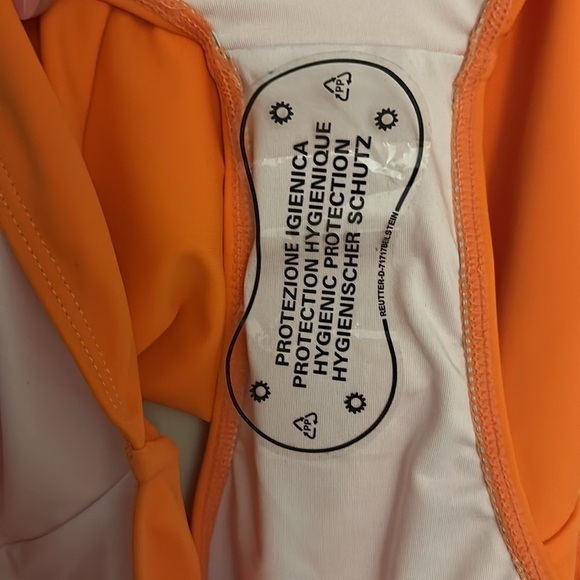 PP
PROTEZIONE IGIENICA
PROTECTION HYGIENIQUE
HYGIENIC PROTECTION
HYGIENISCHER SCHUTZ
REUTTER-D-71717BEILSTEIN
PP